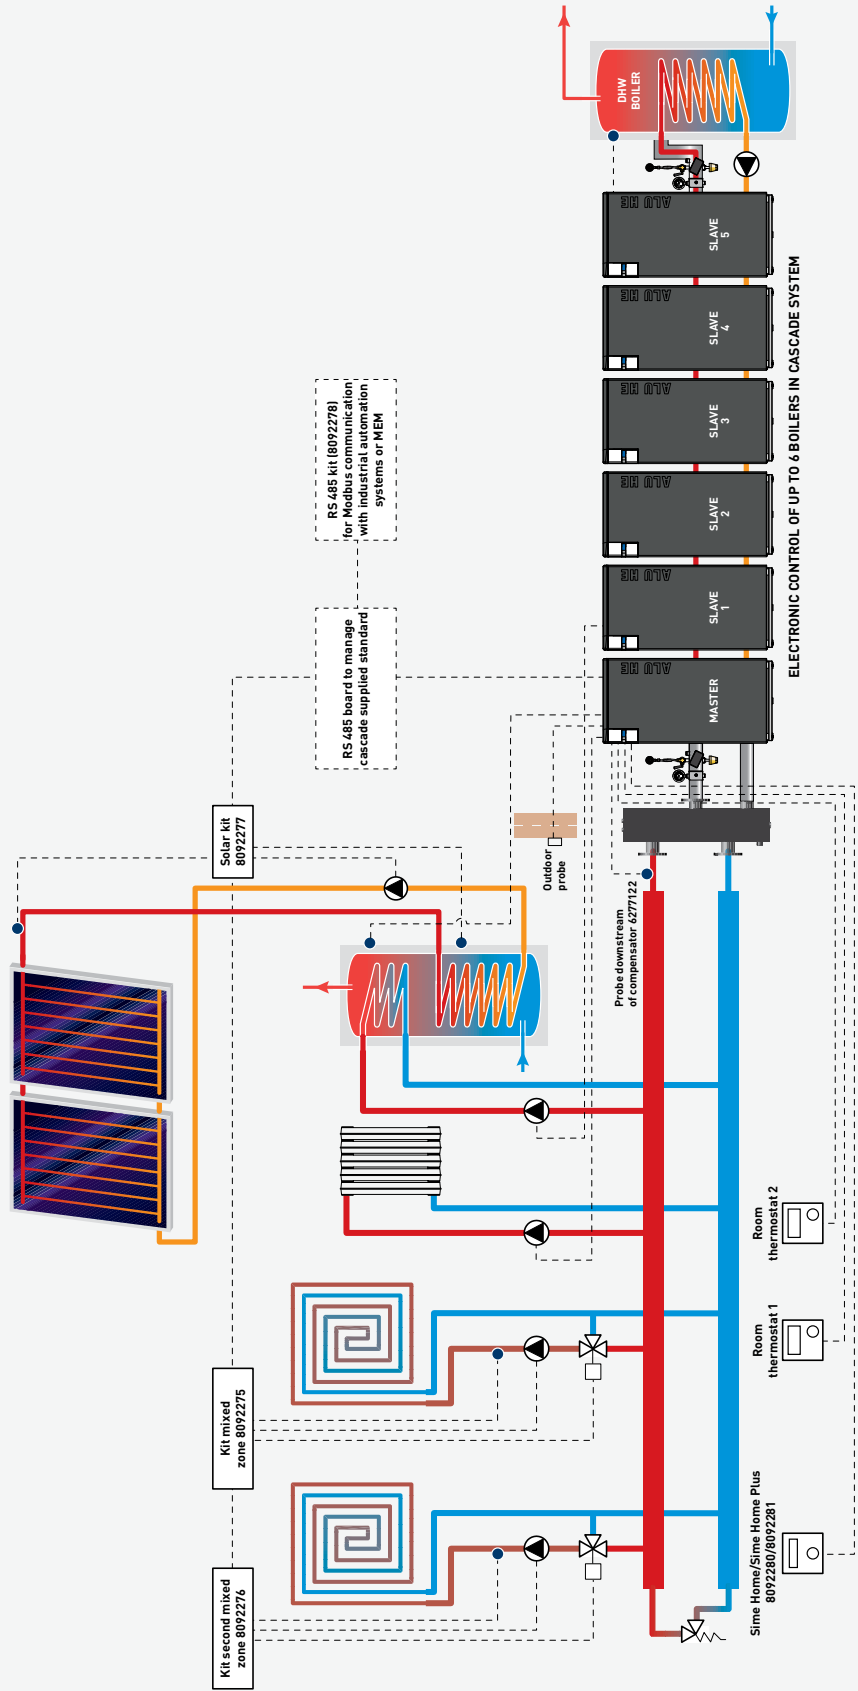 Kit second mixed
zone 8092276
Kit mixed
zone 8092275
Solar kit
8092277
RS 485 board to manage
cascade supplied standard
RS 485 kit (8092278)
for Modbus communication
with industrial automation
systems or MEM
Outdoor
probe
Probe downstream
of compensator 6277122
DHW
BOILER
MASTER
ALU HE
SLAVE
1
ALU HE
SLAVE
2
ALU HE
SLAVE
3
ALU HE
SLAVE
4
ALU HE
SLAVE
5
ALU HE
Sime Home/Sime Home Plus
8092280/8092281
Room
thermostat 1
Room
thermostat 2
ELECTRONIC CONTROL OF UP TO 6 BOILERS IN CASCADE SYSTEM